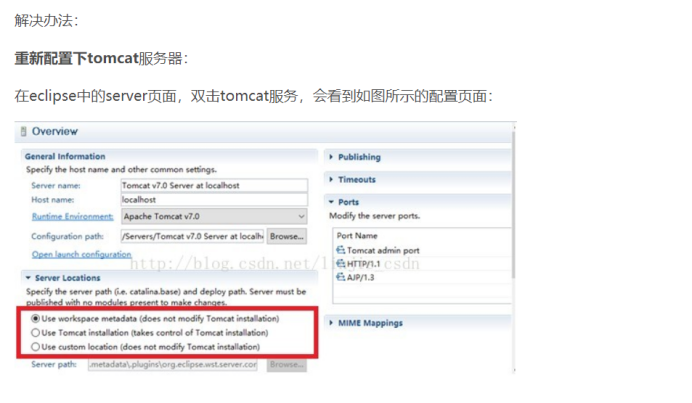 解决办法：
重新配置下tomcat服务器：
在eclipse中的server页面，双击tomcat服务，会看到如图所示的配置页面：
Overview
General Information
Specify the host name and other common settings.
Server name: Tomcat v7.0 Server at localhost
Host name: localhost
Runtime Environment: Apache Tomcat v7.0
Configuration path: /Servers/Tomcat v7.0 Server at localh Browse...
Open launch configuration
Server Locations
Specify the server path (i.e. catalina.base) and deploy path. Server must be
published with no modules present to make changes.
Use workspace metadata (does not modify Tomcat installation)
Use Tomcat installation (takes control of Tomcat installation)
Use custom location (does not modify Tomcat installation)
Server path: .metadata\.plugins\org.eclipse.wst.server.cor Browse...
Publishing
Timeouts
Ports
Modify the server ports.
Port Name
Tomcat admin port
HTTP/1.1
AJP/1.3
MIME Mappings
http://blog.csdn.net/